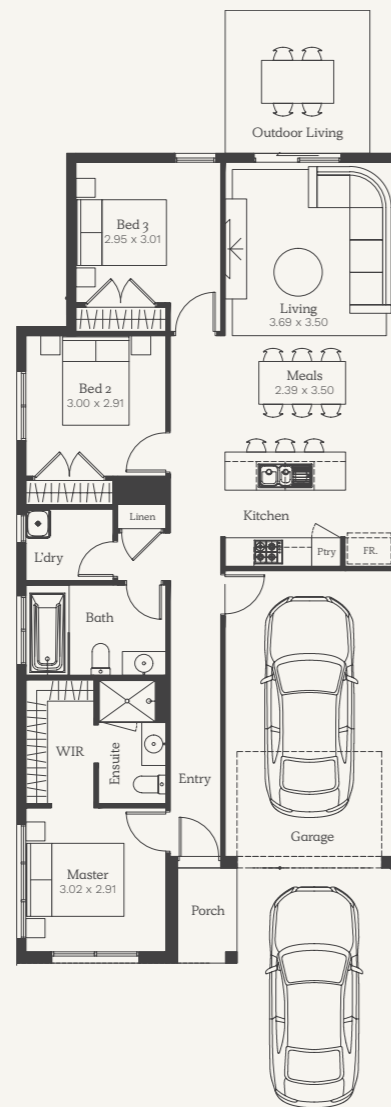 Outdoor Living
Bed 3
2.95 x 3.01
Living
3.69 x 3.50
Meals
2.39 x 3.50
Bed 2
3.00 x 2.91
Linen
Kitchen
L'dry
Ptry
FR.
Bath
WIR
Ensuite
Entry
Garage
Master
3.02 x 2.91
Porch